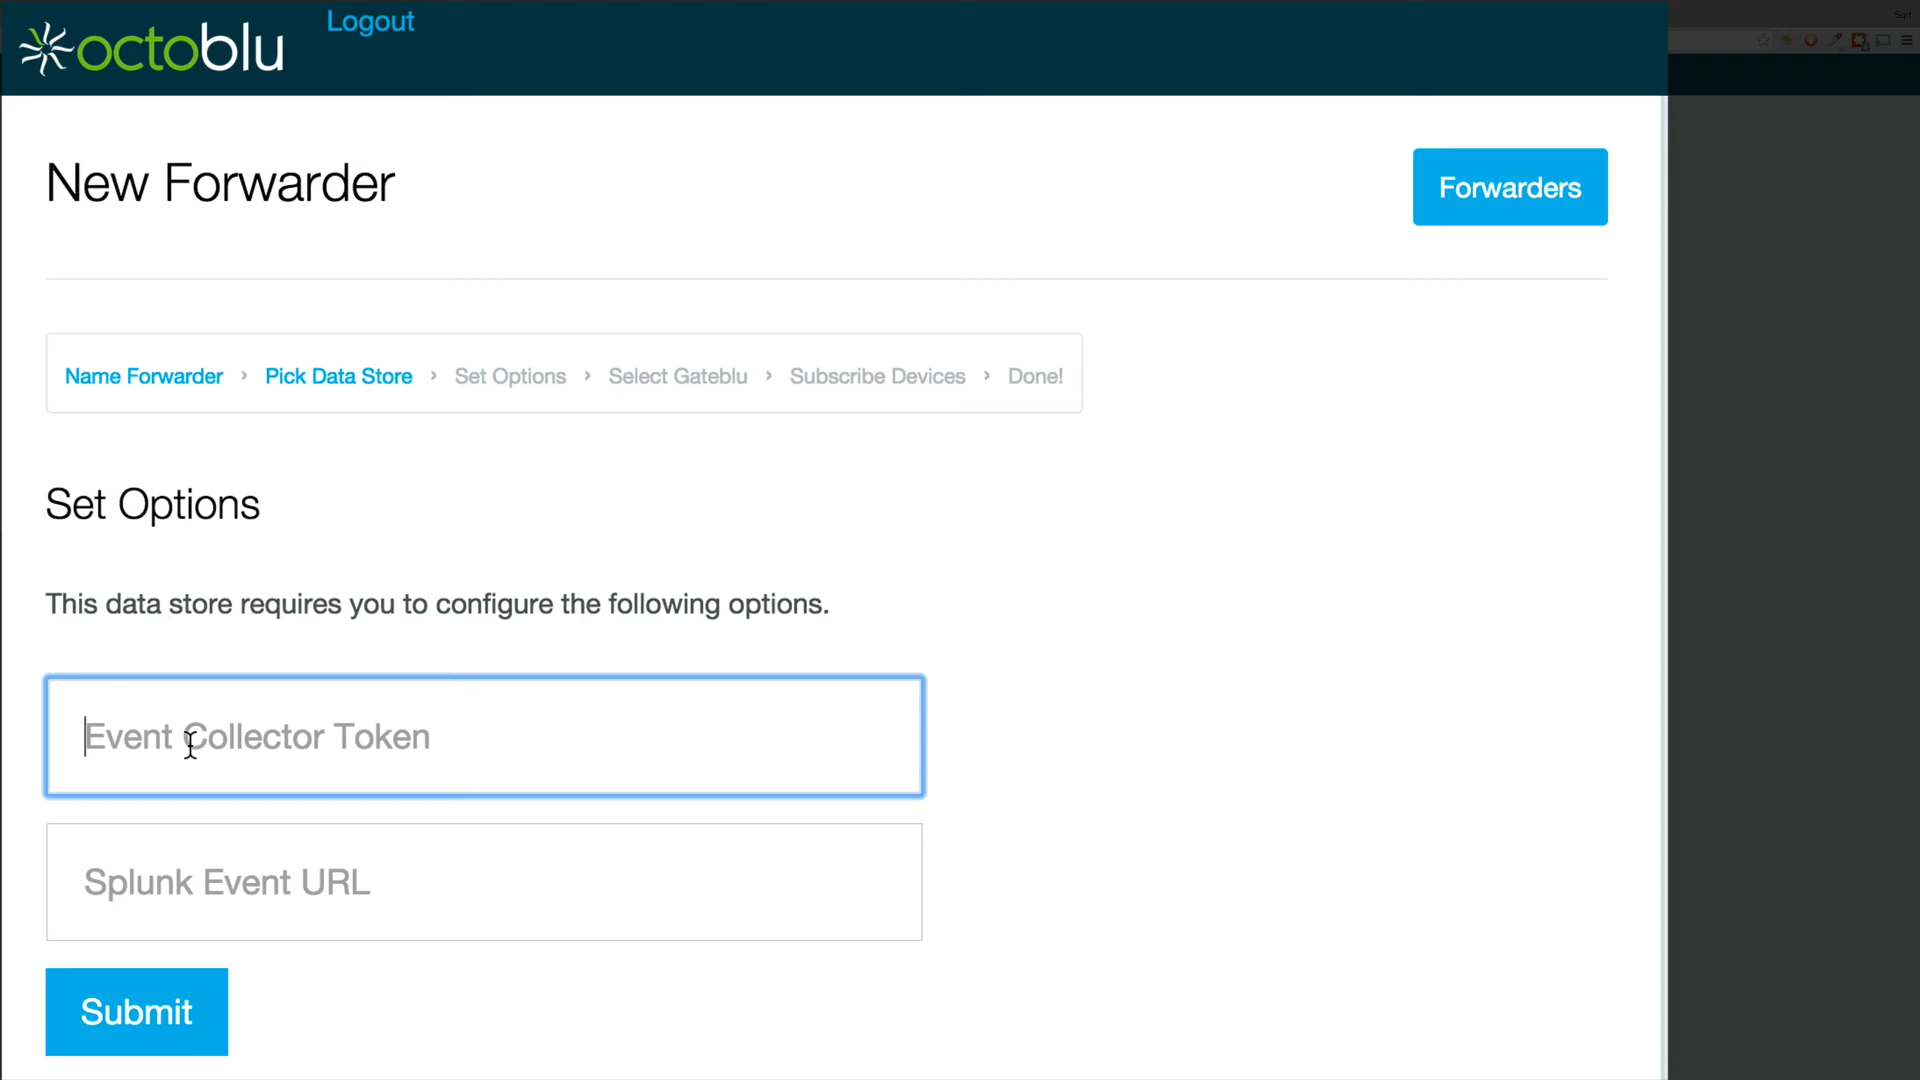 octoblu
Logout
Sqrt
New Forwarder
Forwarders
Name Forwarder › Pick Data Store › Set Options › Select Gateblu › Subscribe Devices › Done!
Set Options
This data store requires you to configure the following options.
Event Collector Token
Splunk Event URL
Submit